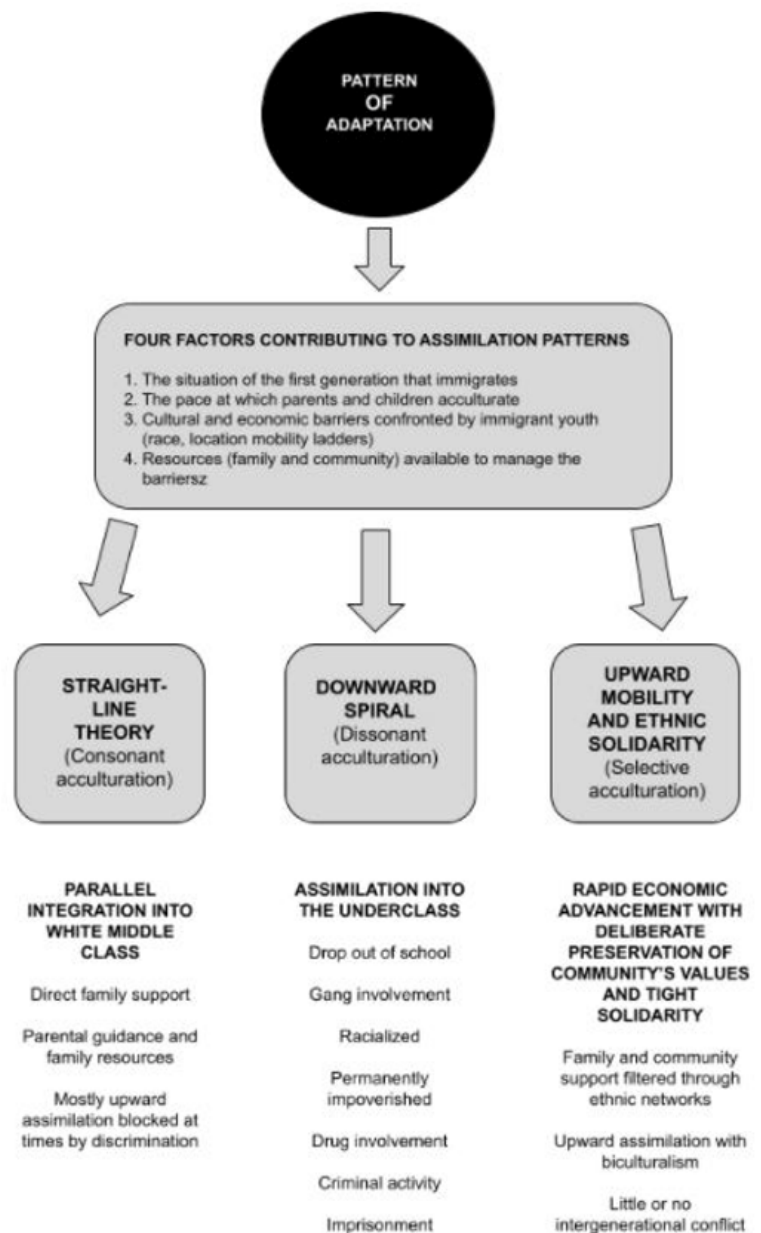 PATTERN
OF
ADAPTATION
FOUR FACTORS CONTRIBUTING TO ASSIMILATION PATTERNS
1. The situation of the first generation that immigrates
2. The pace at which parents and children acculturate
3. Cultural and economic barriers confronted by immigrant youth
(race, location mobility ladders)
4. Resources (family and community) available to manage the
barriersz
STRAIGHT-
LINE
THEORY
(Consonant
acculturation)
DOWNWARD
SPIRAL
(Dissonant
acculturation)
UPWARD
MOBILITY
AND ETHNIC
SOLIDARITY
(Selective
acculturation)
PARALLEL
INTEGRATION INTO
WHITE MIDDLE
CLASS
Direct family support
Parental guidance and
family resources
Mostly upward
assimilation blocked at
times by discrimination
ASSIMILATION INTO
THE UNDERCLASS
Drop out of school
Gang involvement
Racialized
Permanently
impoverished
Drug involvement
Criminal activity
Imprisonment
RAPID ECONOMIC
ADVANCEMENT WITH
DELIBERATE
PRESERVATION OF
COMMUNITY'S VALUES
AND TIGHT
SOLIDARITY
Family and community
support filtered through
ethnic networks
Upward assimilation with
biculturalism
Little or no
intergenerational conflict